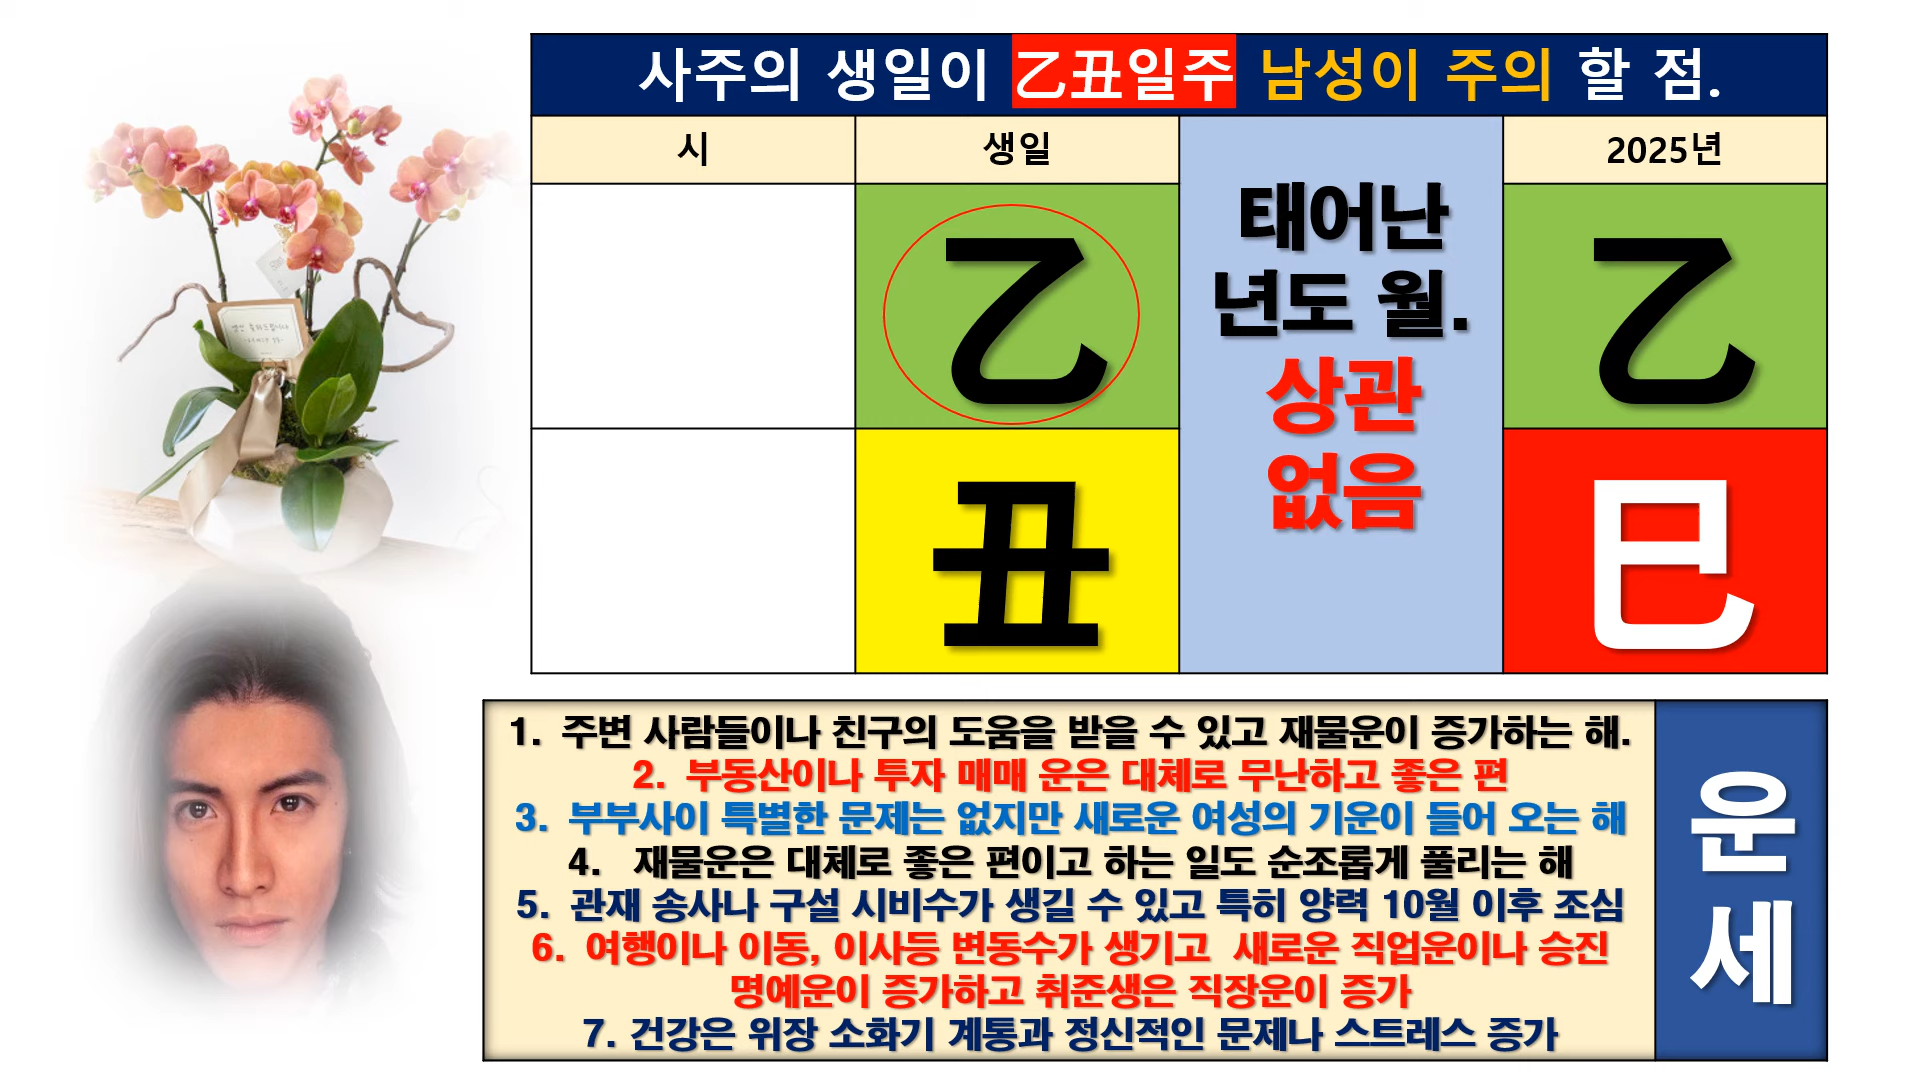 사주의 생일이 乙丑일주 남성이 주의 할 점.
시
생일
2025년
태어난
년도 월.
상관
없음
乙
乙
丑
巳
1. 주변 사람들이나 친구의 도움을 받을 수 있고 재물운이 증가하는 해.
2. 부동산이나 투자 매매 운은 대체로 무난하고 좋은 편
3. 부부사이 특별한 문제는 없지만 새로운 여성의 기운이 들어 오는 해
4. 재물운은 대체로 좋은 편이고 하는 일도 순조롭게 풀리는 해
5. 관재 송사나 구설 시비수가 생길 수 있고 특히 양력 10월 이후 조심
6. 여행이나 이동, 이사등 변동수가 생기고 새로운 직업운이나 승진
명예운이 증가하고 취준생은 직장운이 증가
7. 건강은 위장 소화기 계통과 정신적인 문제나 스트레스 증가
운
세